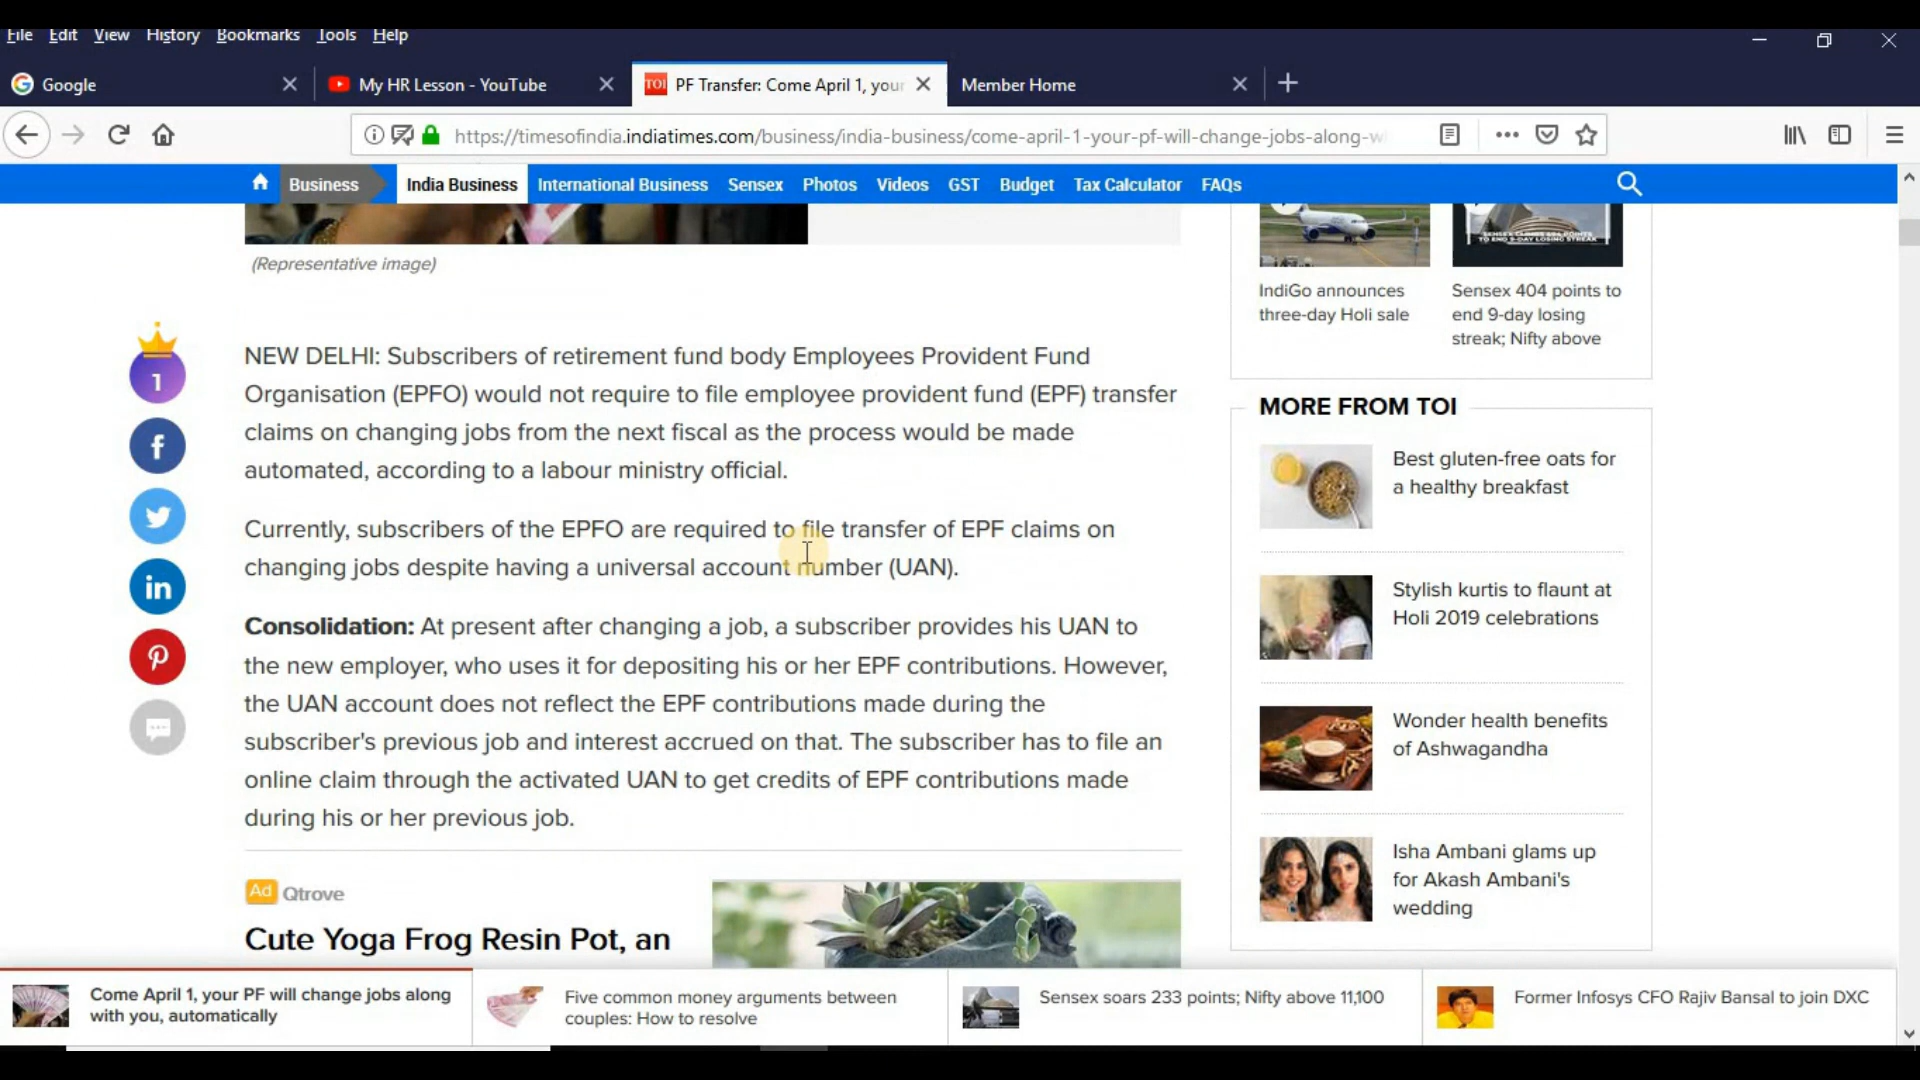 File Edit View History Bookmarks Tools Help
Google
My HR Lesson - YouTube
TOI PF Transfer: Come April 1, your
Member Home
https://timesofindia.indiatimes.com/business/india-business/come-april-1-your-pf-will-change-jobs-along-w
Business India Business International Business Sensex Photos Videos GST Budget Tax Calculator FAQs
(Representative image)
1
NEW DELHI: Subscribers of retirement fund body Employees Provident Fund
Organisation (EPFO) would not require to file employee provident fund (EPF) transfer
claims on changing jobs from the next fiscal as the process would be made
automated, according to a labour ministry official.
Currently, subscribers of the EPFO are required to file transfer of EPF claims on
changing jobs despite having a universal account number (UAN).
Consolidation: At present after changing a job, a subscriber provides his UAN to
the new employer, who uses it for depositing his or her EPF contributions. However,
the UAN account does not reflect the EPF contributions made during the
subscriber's previous job and interest accrued on that. The subscriber has to file an
online claim through the activated UAN to get credits of EPF contributions made
during his or her previous job.
Ad Qtrove
Cute Yoga Frog Resin Pot, an
IndiGo announces
three-day Holi sale
SENSEX CLIMBS 404 POINTS
TO END 9-DAY LOSING STREAK
Sensex 404 points to
end 9-day losing
streak; Nifty above
MORE FROM TOI
Best gluten-free oats for
a healthy breakfast
Stylish kurtis to flaunt at
Holi 2019 celebrations
Wonder health benefits
of Ashwagandha
Isha Ambani glams up
for Akash Ambani's
wedding
Come April 1, your PF will change jobs along
with you, automatically
Five common money arguments between
couples: How to resolve
Sensex soars 233 points; Nifty above 11,100
Former Infosys CFO Rajiv Bansal to join DXC